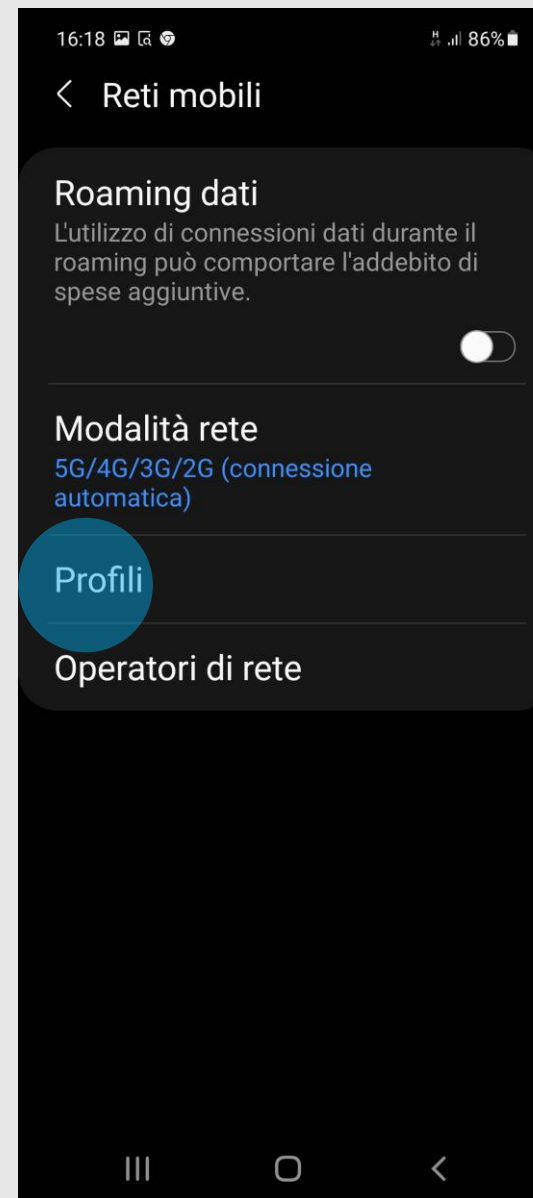 16:18 H 86%
Reti mobili
Roaming dati
L'utilizzo di connessioni dati durante il
roaming può comportare l'addebito di
spese aggiuntive.
Modalità rete
5G/4G/3G/2G (connessione
automatica)
Profili
Operatori di rete